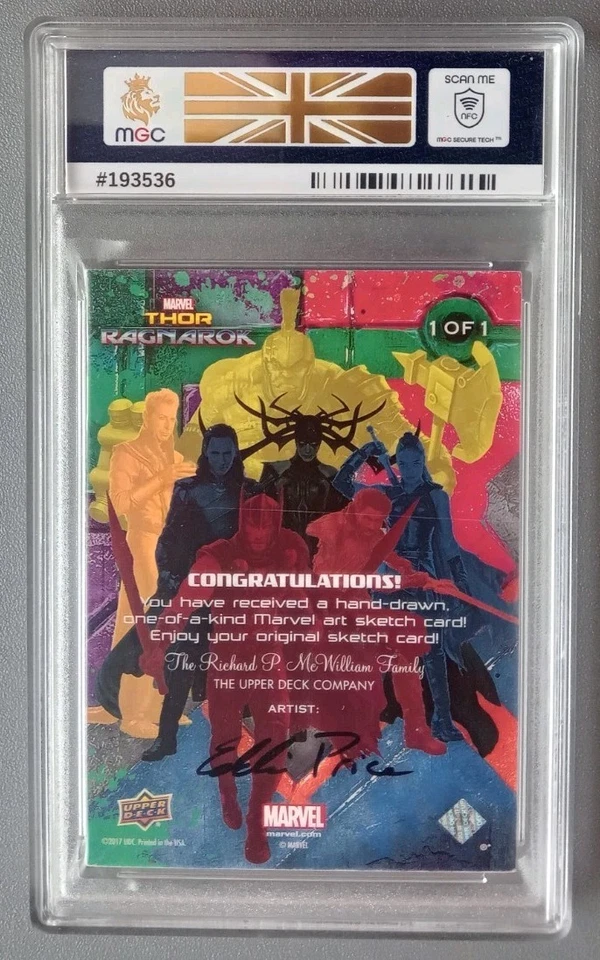 MGC
SCAN ME
NFC
MGC SECURE TECH™
#193536
MARVEL
THOR
RAGNAROK
1 OF 1
CONGRATULATIONS!
You have received a hand-drawn,
one-of-a-kind Marvel art sketch card!
Enjoy your original sketch card!
The Richard P. McWilliam Family
THE UPPER DECK COMPANY
ARTIST:
Eddie Price
UPPER
DECK
©2017 UDC. Printed in the USA.
MARVEL
marvel.com
© MARVEL